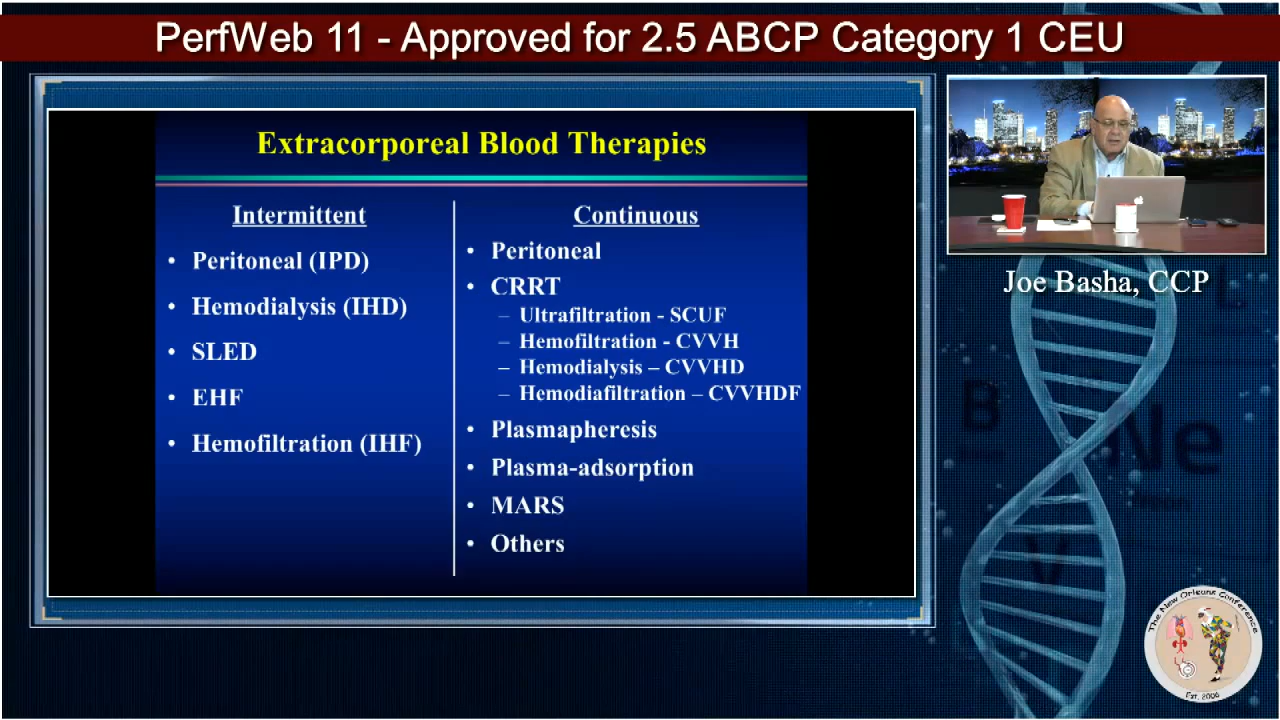 PerfWeb 11 - Approved for 2.5 ABCP Category 1 CEU
Extracorporeal Blood Therapies
Intermittent
• Peritoneal (IPD)
• Hemodialysis (IHD)
• SLED
• EHF
• Hemofiltration (IHF)
Continuous
• Peritoneal
• CRRT
– Ultrafiltration - SCUF
– Hemofiltration - CVVH
– Hemodialysis – CVVHD
– Hemodiafiltration – CVVHDF
• Plasmapheresis
• Plasma-adsorption
• MARS
• Others
Joe Basha, CCP
B
Ne
V
The New Orleans Conference
Est. 2006